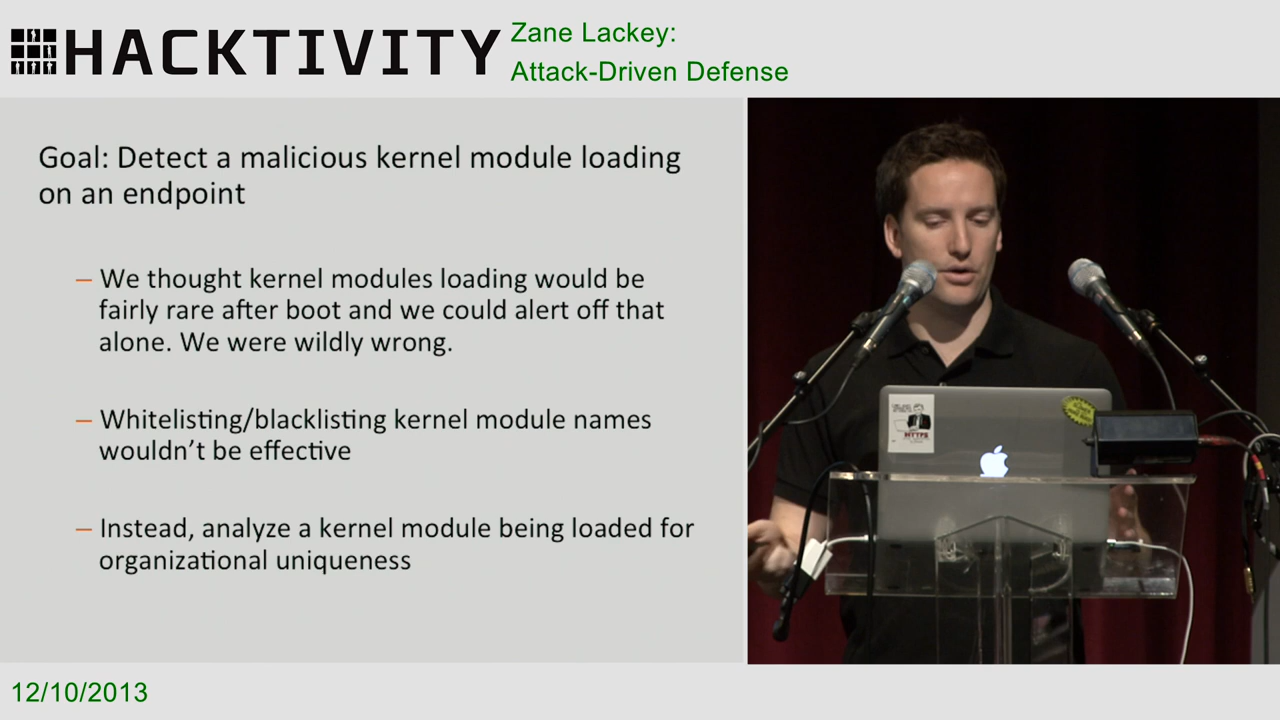 HACKTIVITY
Zane Lackey:
Attack-Driven Defense
Goal: Detect a malicious kernel module loading
on an endpoint
– We thought kernel modules loading would be
fairly rare after boot and we could alert off that
alone. We were wildly wrong.
– Whitelisting/blacklisting kernel module names
wouldn’t be effective
– Instead, analyze a kernel module being loaded for
organizational uniqueness
HTTPS
12/10/2013